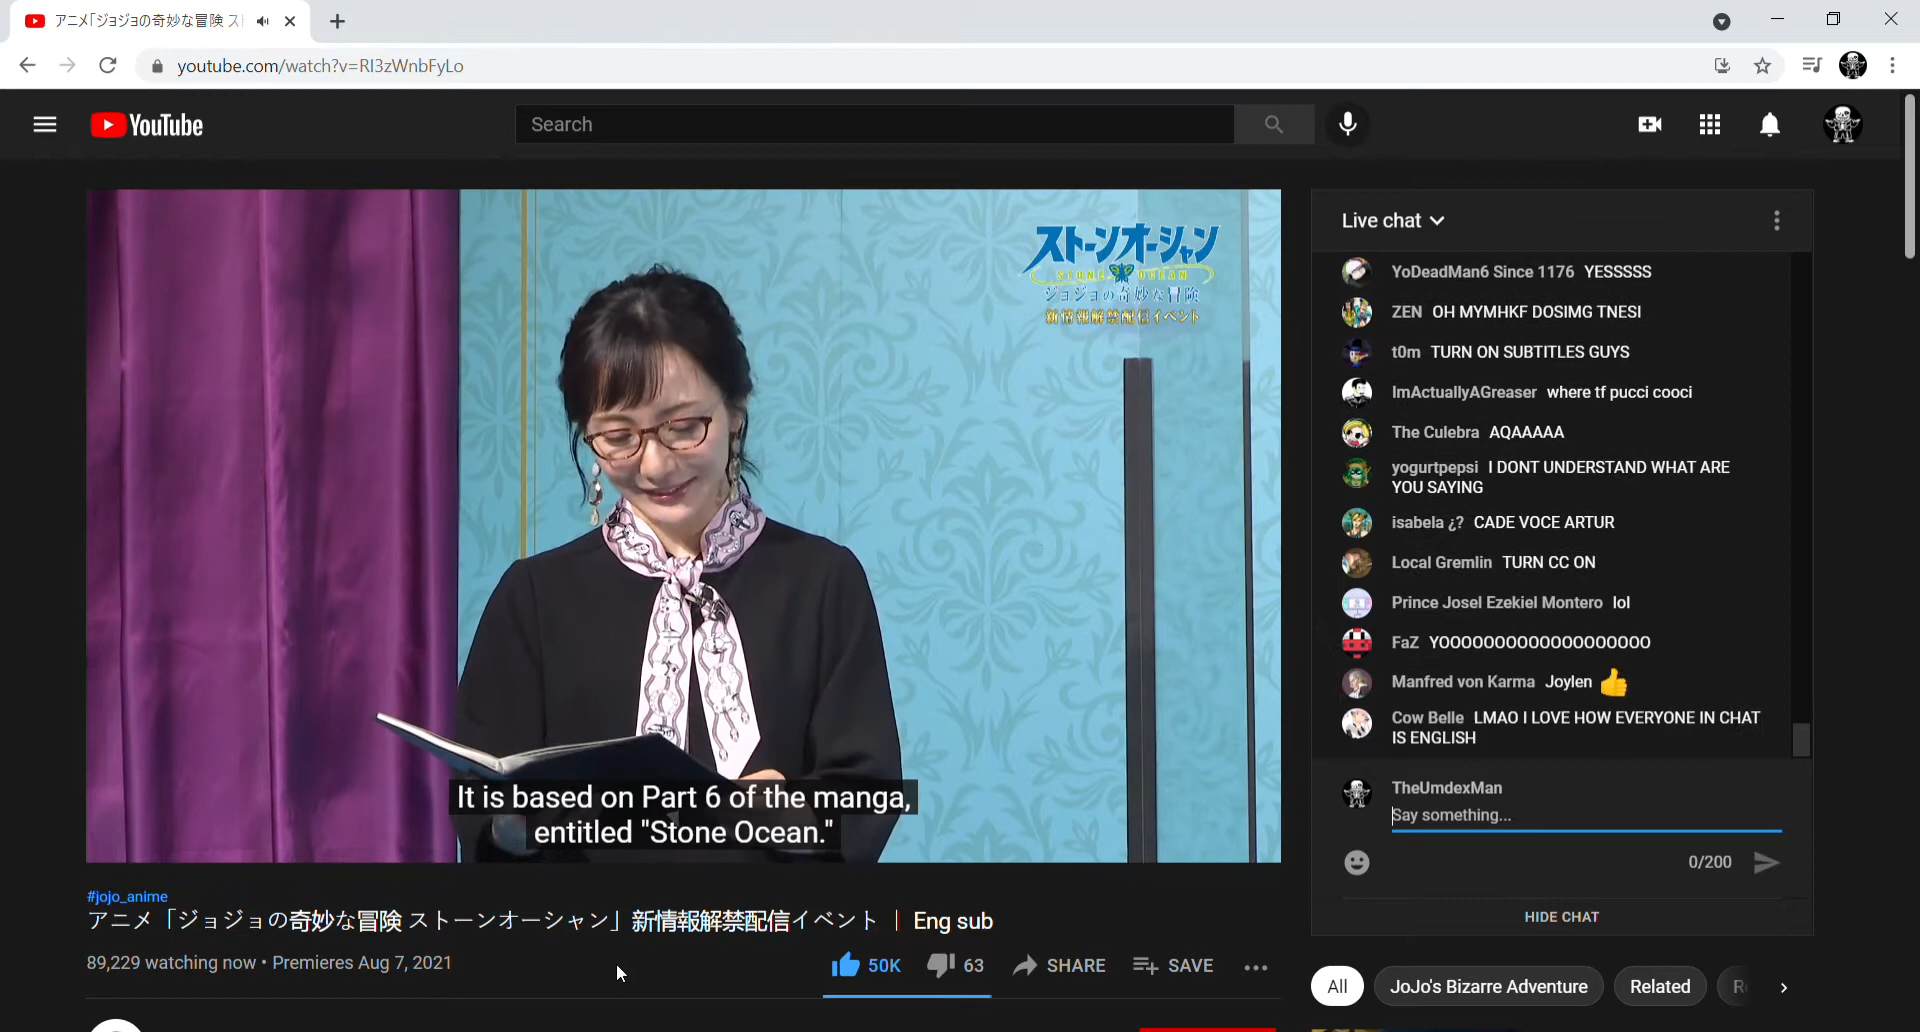 アニメ「ジョジョの奇妙な冒険 ス
youtube.com/watch?v=RI3zWnbFyLo
YouTube
Search
ストーンオーシャン
STONE OCEAN
ジョジョの奇妙な冒険
新情報解禁配信イベント
It is based on Part 6 of the manga,
entitled "Stone Ocean."
#jojo_anime
アニメ「ジョジョの奇妙な冒険 ストーンオーシャン」新情報解禁配信イベント ｜ Eng sub
89,229 watching now • Premieres Aug 7, 2021
50K
63
SHARE
SAVE
Live chat
YoDeadMan6 Since 1176 YESSSSS
ZEN OH MYMHKF DOSIMG TNESI
t0m TURN ON SUBTITLES GUYS
ImActuallyAGreaser where tf pucci cooci
The Culebra AQAAAAA
yogurtpepsi I DONT UNDERSTAND WHAT ARE
YOU SAYING
isabela ¿? CADE VOCE ARTUR
Local Gremlin TURN CC ON
Prince Josel Ezekiel Montero lol
FaZ YOOOOOOOOOOOOOOOOOOO
Manfred von Karma Joylen 👍
Cow Belle LMAO I LOVE HOW EVERYONE IN CHAT
IS ENGLISH
TheUmdexMan
Say something...
0/200
HIDE CHAT
All
JoJo's Bizarre Adventure
Related